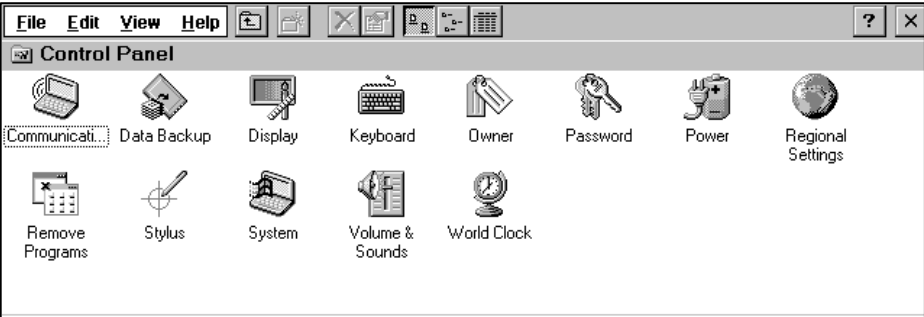 File Edit View Help ? ×
Control Panel
Communicati... Data Backup Display Keyboard Owner Password Power Regional
Settings
Remove Stylus System Volume & World Clock
Programs Sounds